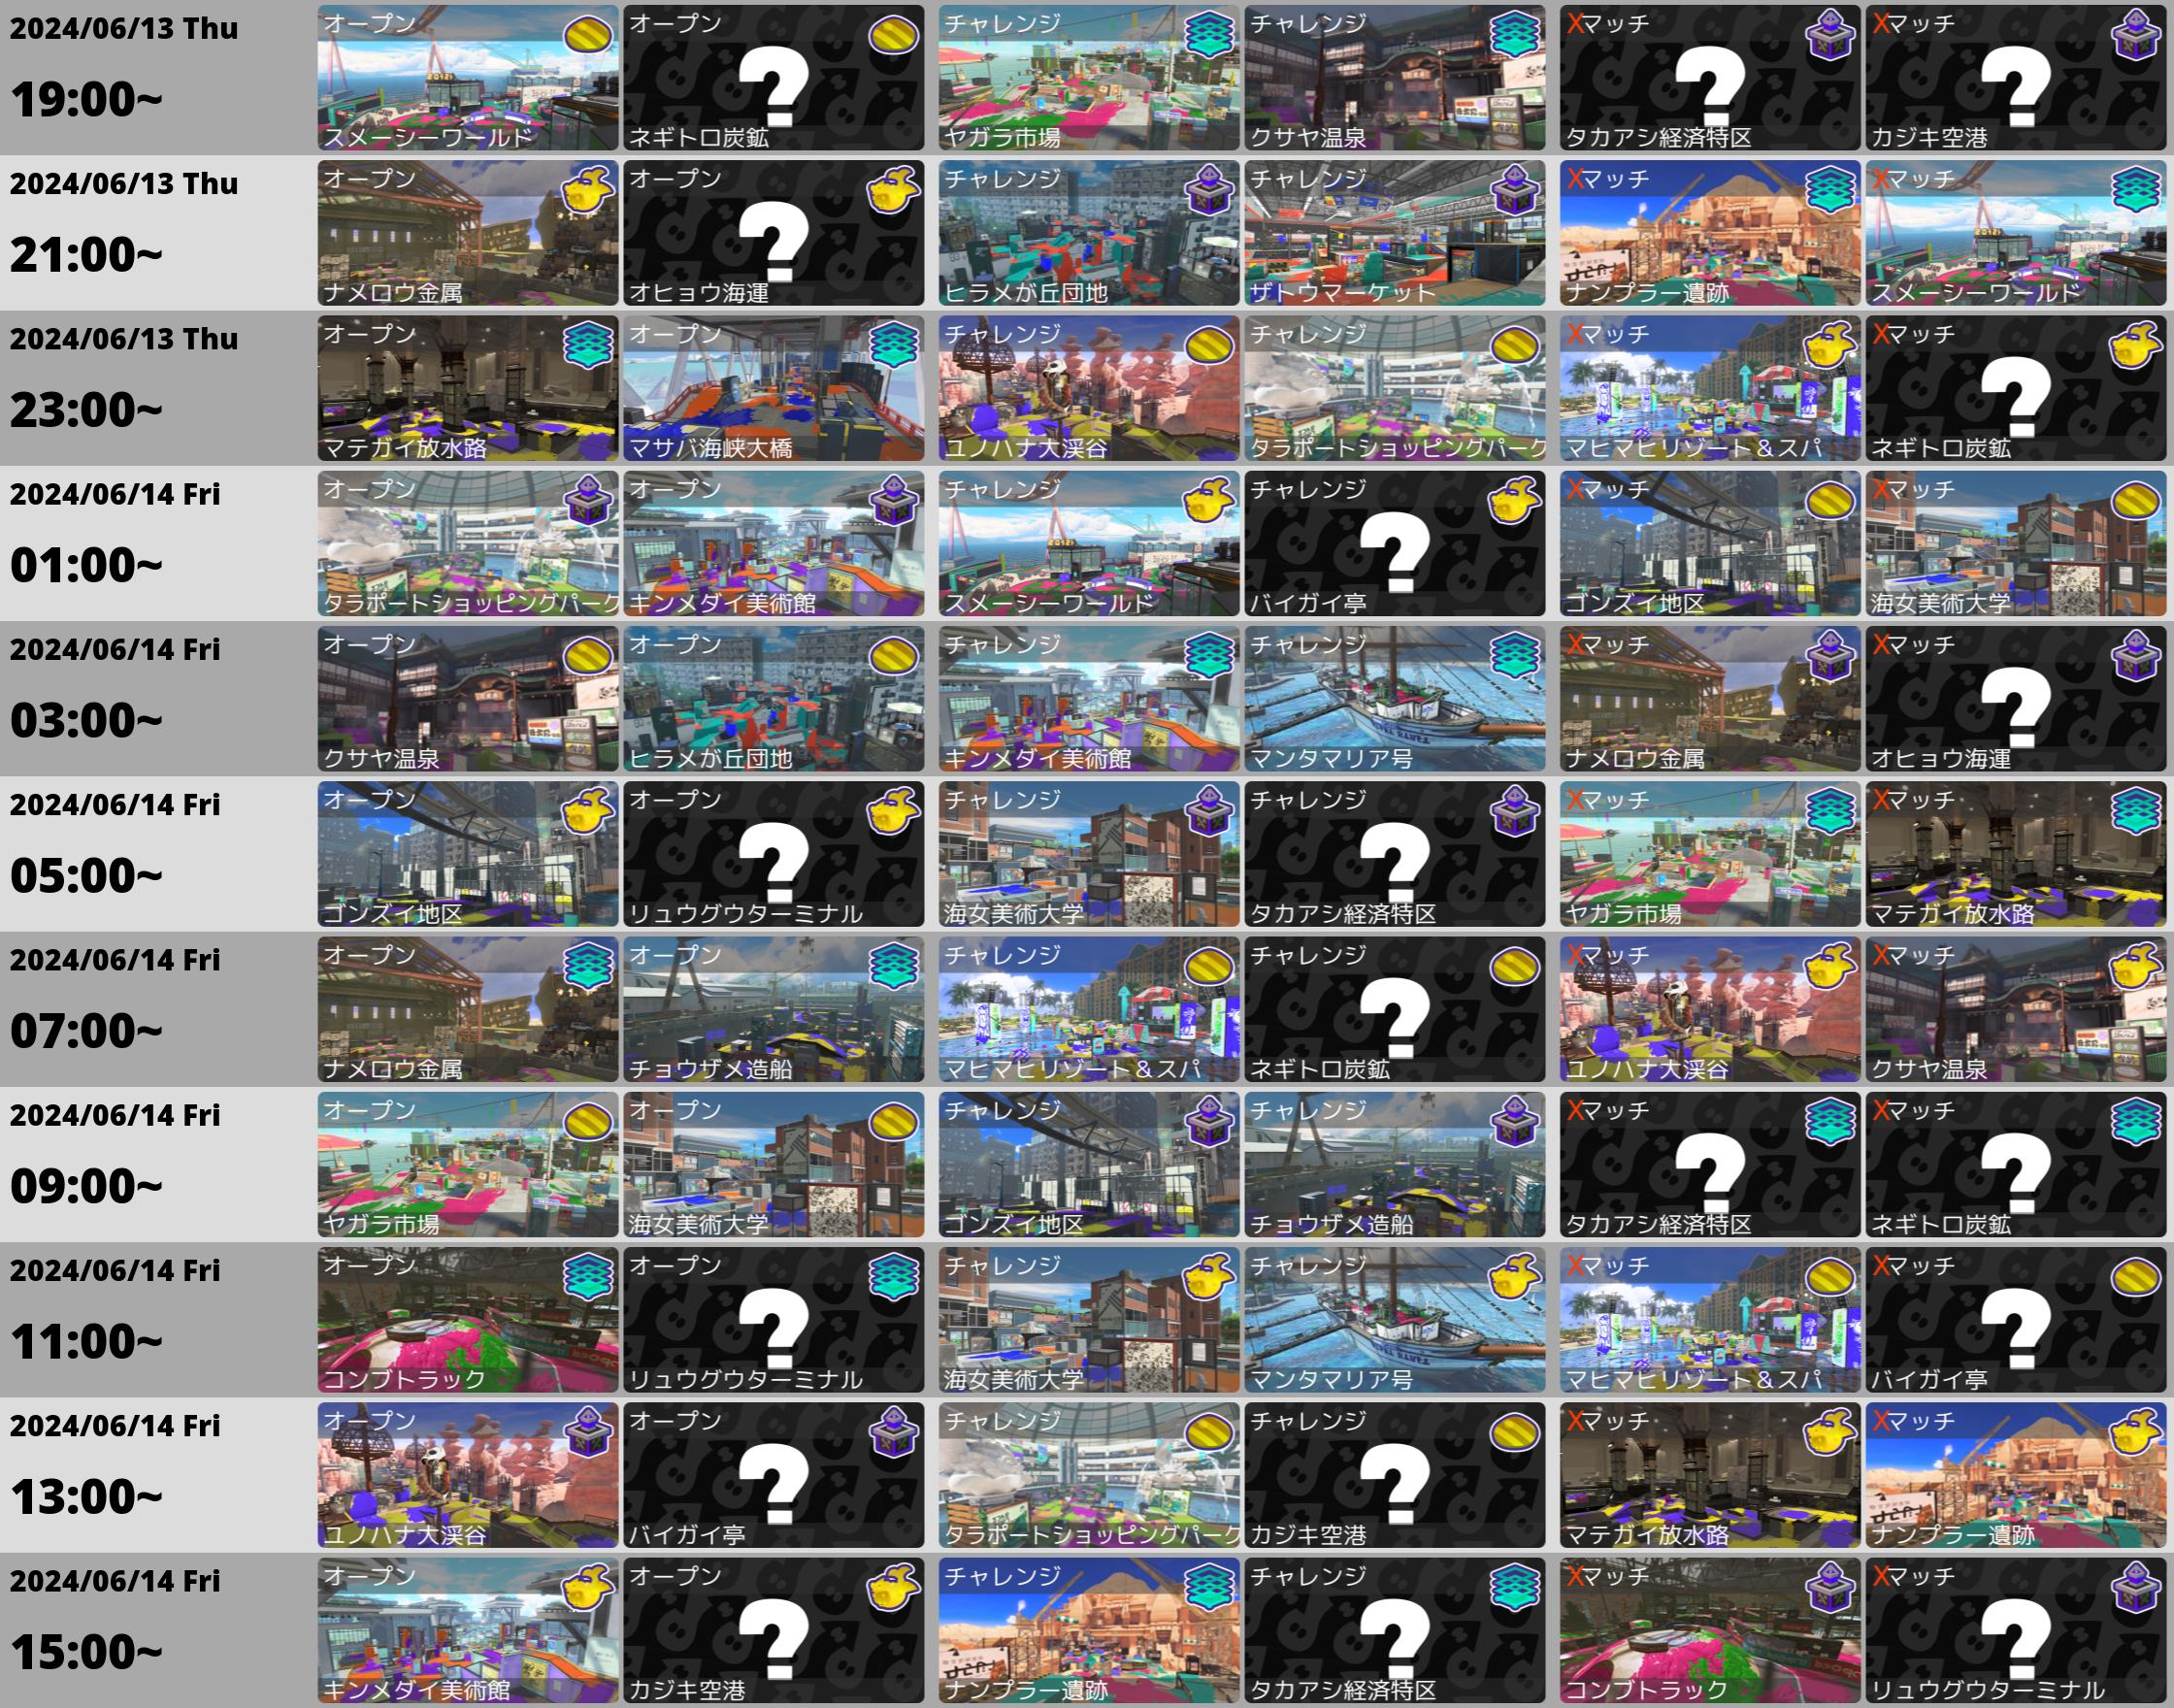 2024/06/13 Thu
19:00~
オープン
スメーシーワールド
オープン
ネギトロ炭鉱
チャレンジ
ヤガラ市場
チャレンジ
クサヤ温泉
Xマッチ
タカアシ経済特区
Xマッチ
カジキ空港
2024/06/13 Thu
21:00~
オープン
ナメロウ金属
オープン
オヒョウ海運
チャレンジ
ヒラメが丘団地
チャレンジ
ザトウマーケット
Xマッチ
ナンプラー遺跡
Xマッチ
スメーシーワールド
2024/06/13 Thu
23:00~
オープン
マテガイ放水路
オープン
マサバ海峡大橋
チャレンジ
ユノハナ大渓谷
チャレンジ
タラポートショッピングパーク
Xマッチ
マヒマヒリゾート&スパ
Xマッチ
ネギトロ炭鉱
2024/06/14 Fri
01:00~
オープン
タラポートショッピングパーク
オープン
キンメダイ美術館
チャレンジ
スメーシーワールド
チャレンジ
バイガイ亭
Xマッチ
ゴンズイ地区
Xマッチ
海女美術大学
2024/06/14 Fri
03:00~
オープン
クサヤ温泉
オープン
ヒラメが丘団地
チャレンジ
キンメダイ美術館
チャレンジ
マンタマリア号
Xマッチ
ナメロウ金属
Xマッチ
オヒョウ海運
2024/06/14 Fri
05:00~
オープン
ゴンズイ地区
オープン
リュウグウターミナル
チャレンジ
海女美術大学
チャレンジ
タカアシ経済特区
Xマッチ
ヤガラ市場
Xマッチ
マテガイ放水路
2024/06/14 Fri
07:00~
オープン
ナメロウ金属
オープン
チョウザメ造船
チャレンジ
マヒマヒリゾート&スパ
チャレンジ
ネギトロ炭鉱
Xマッチ
ユノハナ大渓谷
Xマッチ
クサヤ温泉
2024/06/14 Fri
09:00~
オープン
ヤガラ市場
オープン
海女美術大学
チャレンジ
ゴンズイ地区
チャレンジ
チョウザメ造船
Xマッチ
タカアシ経済特区
Xマッチ
ネギトロ炭鉱
2024/06/14 Fri
11:00~
オープン
コンブトラック
オープン
リュウグウターミナル
チャレンジ
海女美術大学
チャレンジ
マンタマリア号
Xマッチ
マヒマヒリゾート&スパ
Xマッチ
バイガイ亭
2024/06/14 Fri
13:00~
オープン
ユノハナ大渓谷
オープン
バイガイ亭
チャレンジ
タラポートショッピングパーク
チャレンジ
カジキ空港
Xマッチ
マテガイ放水路
Xマッチ
ナンプラー遺跡
2024/06/14 Fri
15:00~
オープン
キンメダイ美術館
オープン
カジキ空港
チャレンジ
ナンプラー遺跡
チャレンジ
タカアシ経済特区
Xマッチ
コンブトラック
Xマッチ
リュウグウターミナル